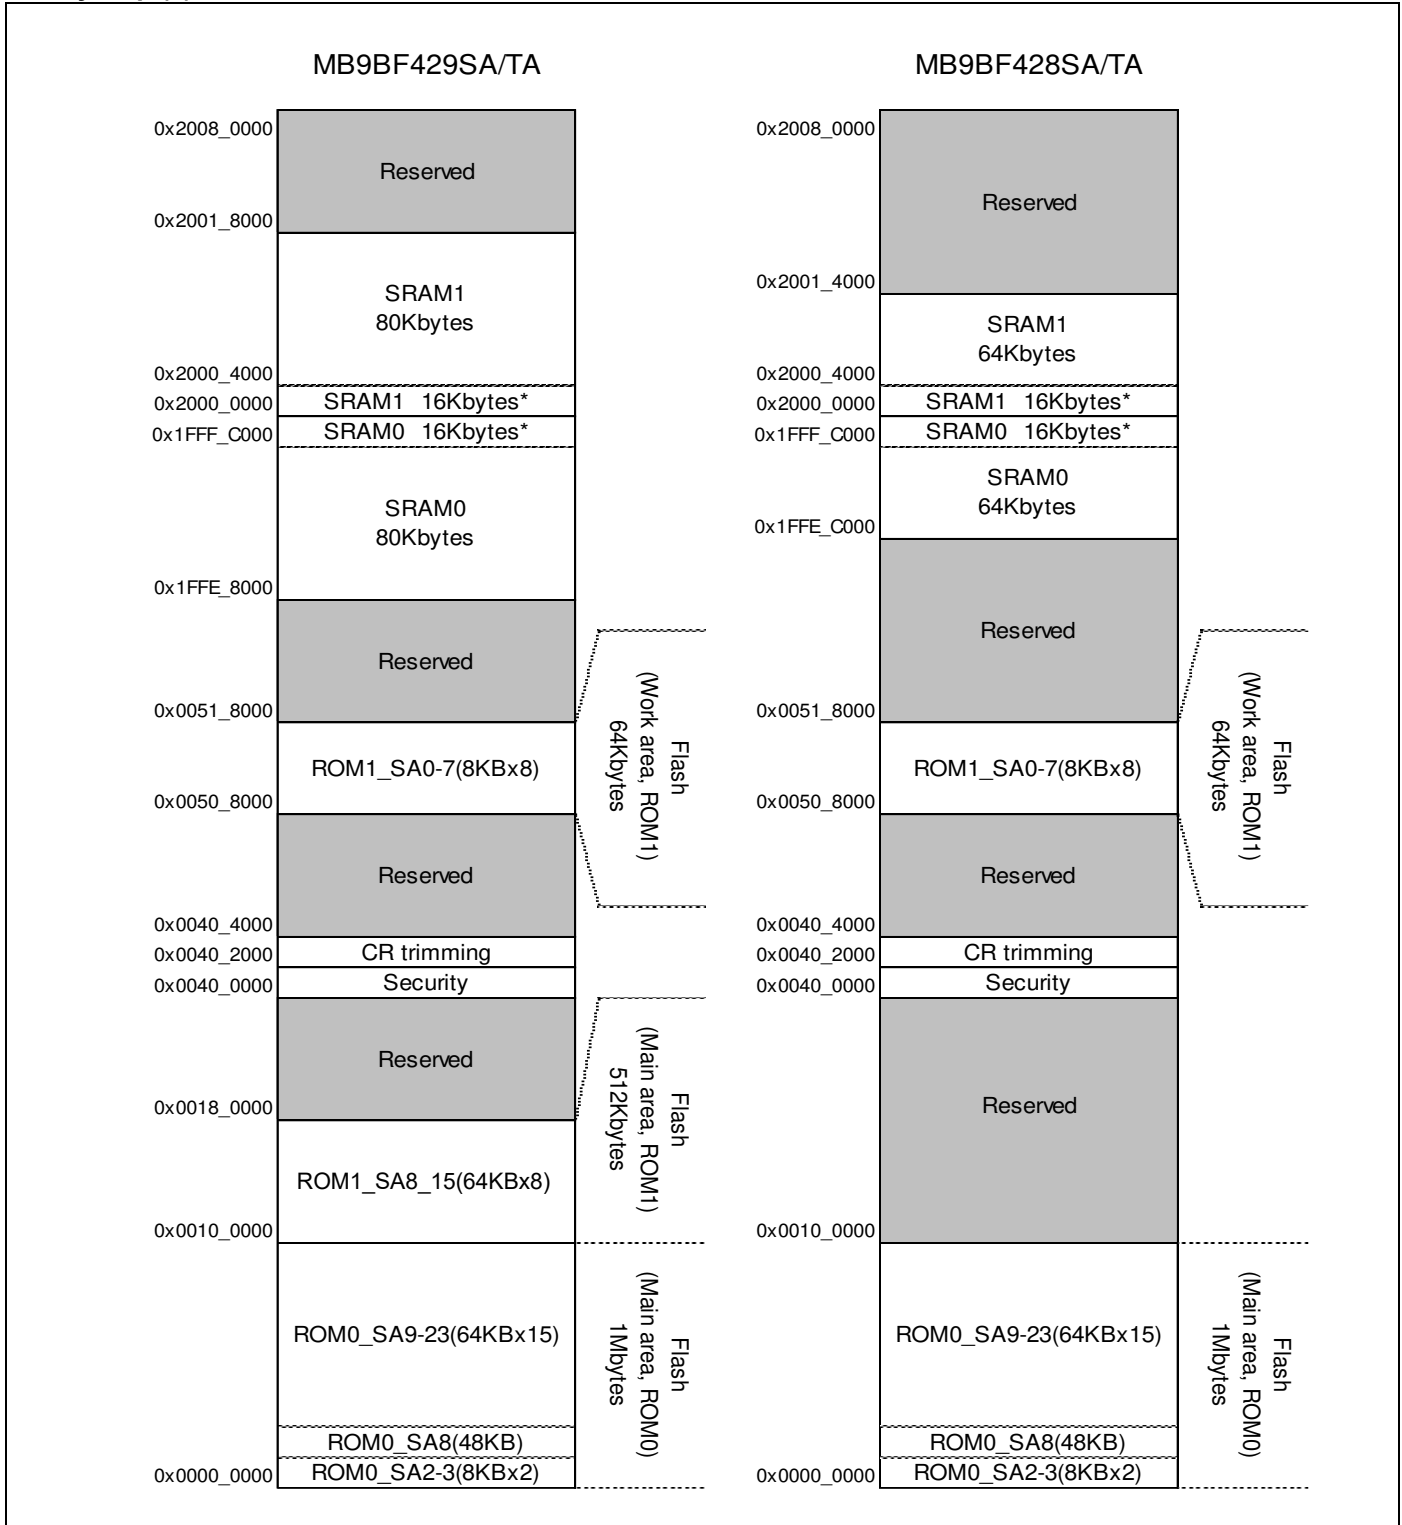 MB9BF429SA/TA
0x2008_0000
Reserved
0x2001_8000
SRAM1
80Kbytes
0x2000_4000
SRAM1 16Kbytes*
0x2000_0000
SRAM0 16Kbytes*
0x1FFF_C000
SRAM0
80Kbytes
0x1FFE_8000
Reserved
0x0051_8000
ROM1_SA0-7(8KBx8)
0x0050_8000
Reserved
0x0040_4000
CR trimming
0x0040_2000
Security
0x0040_0000
Reserved
0x0018_0000
ROM1_SA8_15(64KBx8)
0x0010_0000
ROM0_SA9-23(64KBx15)
ROM0_SA8(48KB)
ROM0_SA2-3(8KBx2)
0x0000_0000
Flash
(Work area, ROM1)
64Kbytes
Flash
(Main area, ROM1)
512Kbytes
Flash
(Main area, ROM0)
1Mbytes
MB9BF428SA/TA
0x2008_0000
Reserved
0x2001_4000
SRAM1
64Kbytes
0x2000_4000
SRAM1 16Kbytes*
0x2000_0000
SRAM0 16Kbytes*
0x1FFF_C000
SRAM0
64Kbytes
0x1FFE_C000
Reserved
0x0051_8000
ROM1_SA0-7(8KBx8)
0x0050_8000
Reserved
0x0040_4000
CR trimming
0x0040_2000
Security
0x0040_0000
Reserved
0x0010_0000
ROM0_SA9-23(64KBx15)
ROM0_SA8(48KB)
ROM0_SA2-3(8KBx2)
0x0000_0000
Flash
(Work area, ROM1)
64Kbytes
Flash
(Main area, ROM0)
1Mbytes